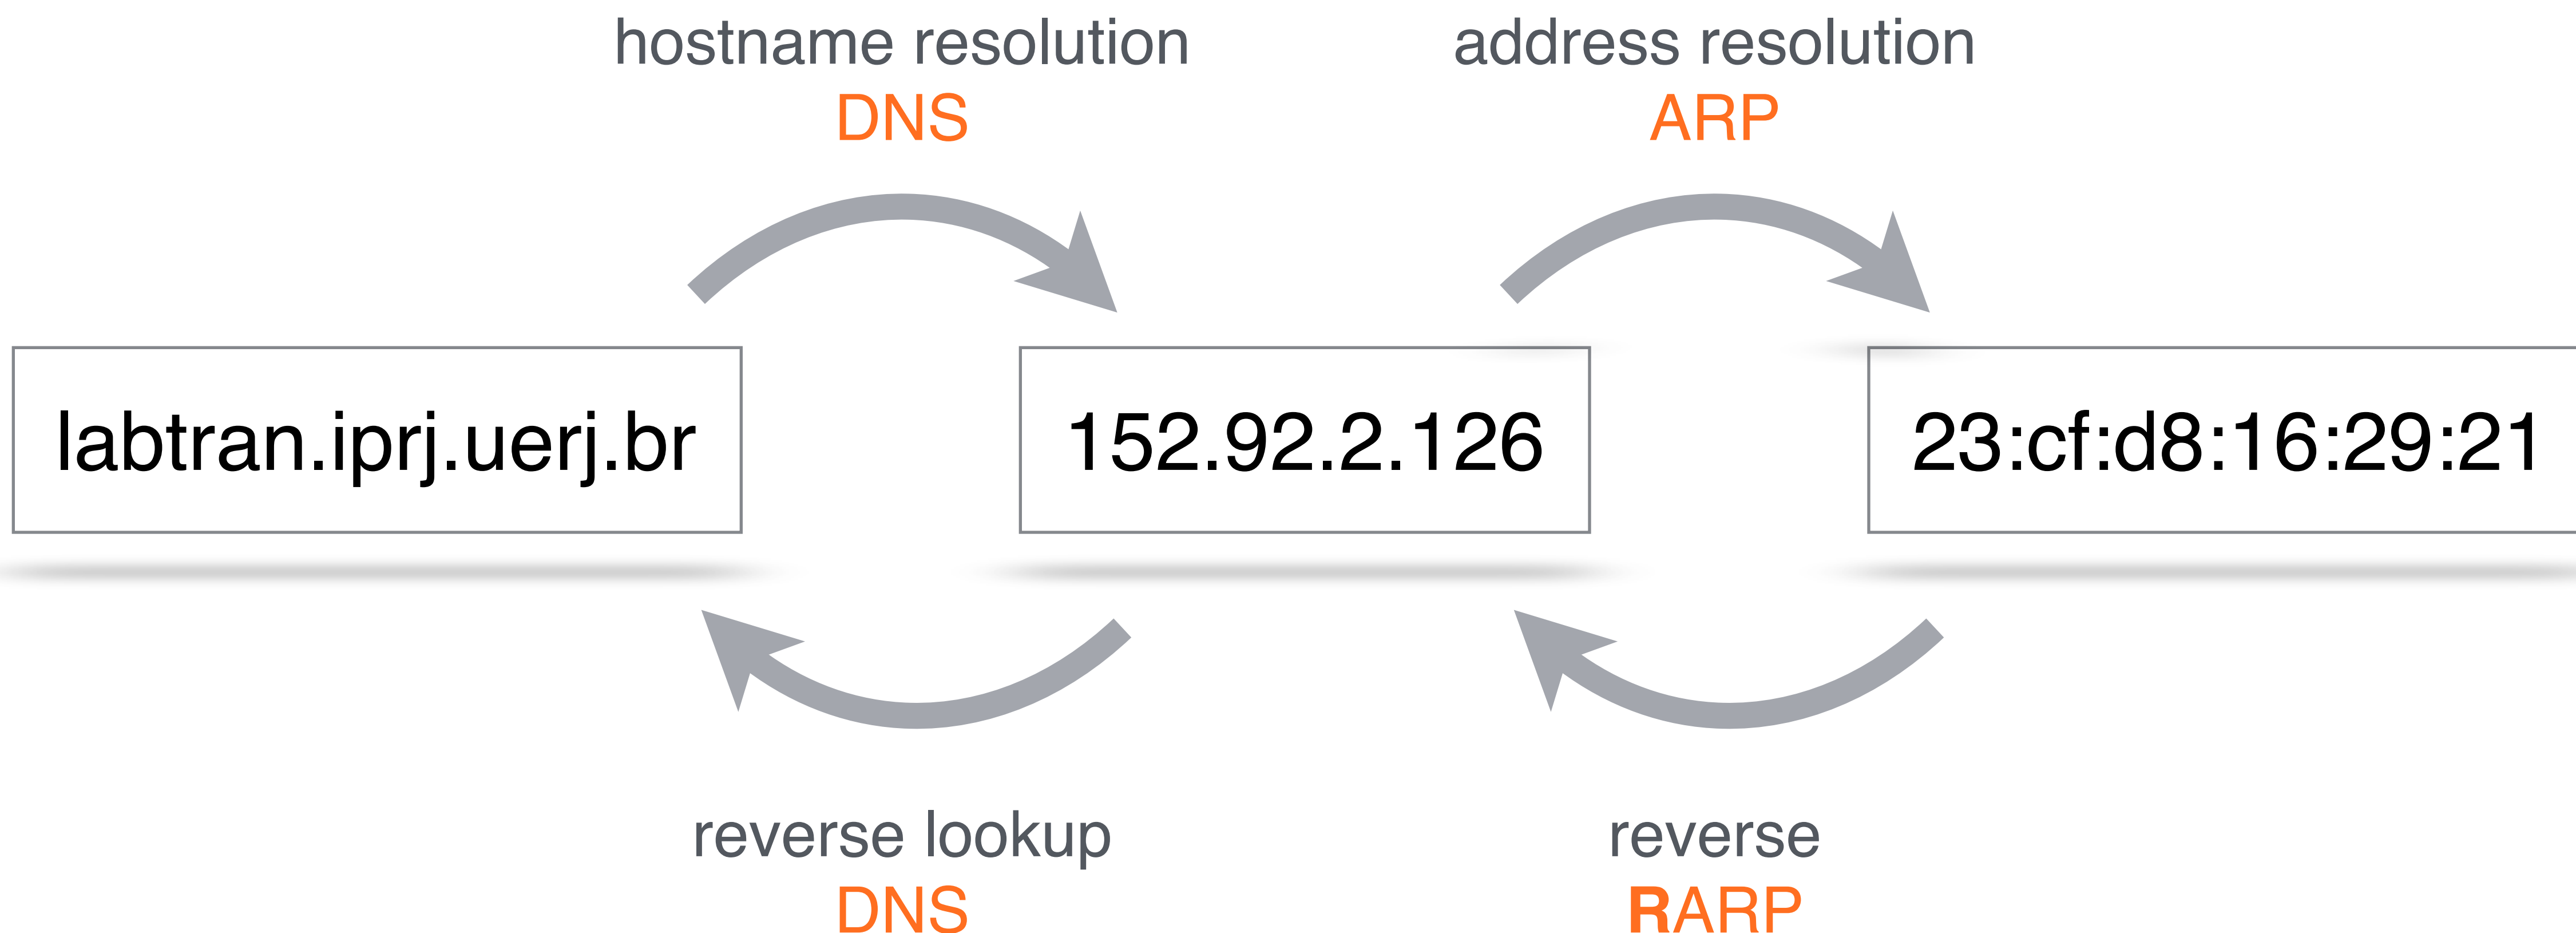 hostname resolution
DNS
address resolution
ARP
labtran.iprj.uerj.br
152.92.2.126
23:cf:d8:16:29:21
reverse lookup
DNS
reverse
RARP